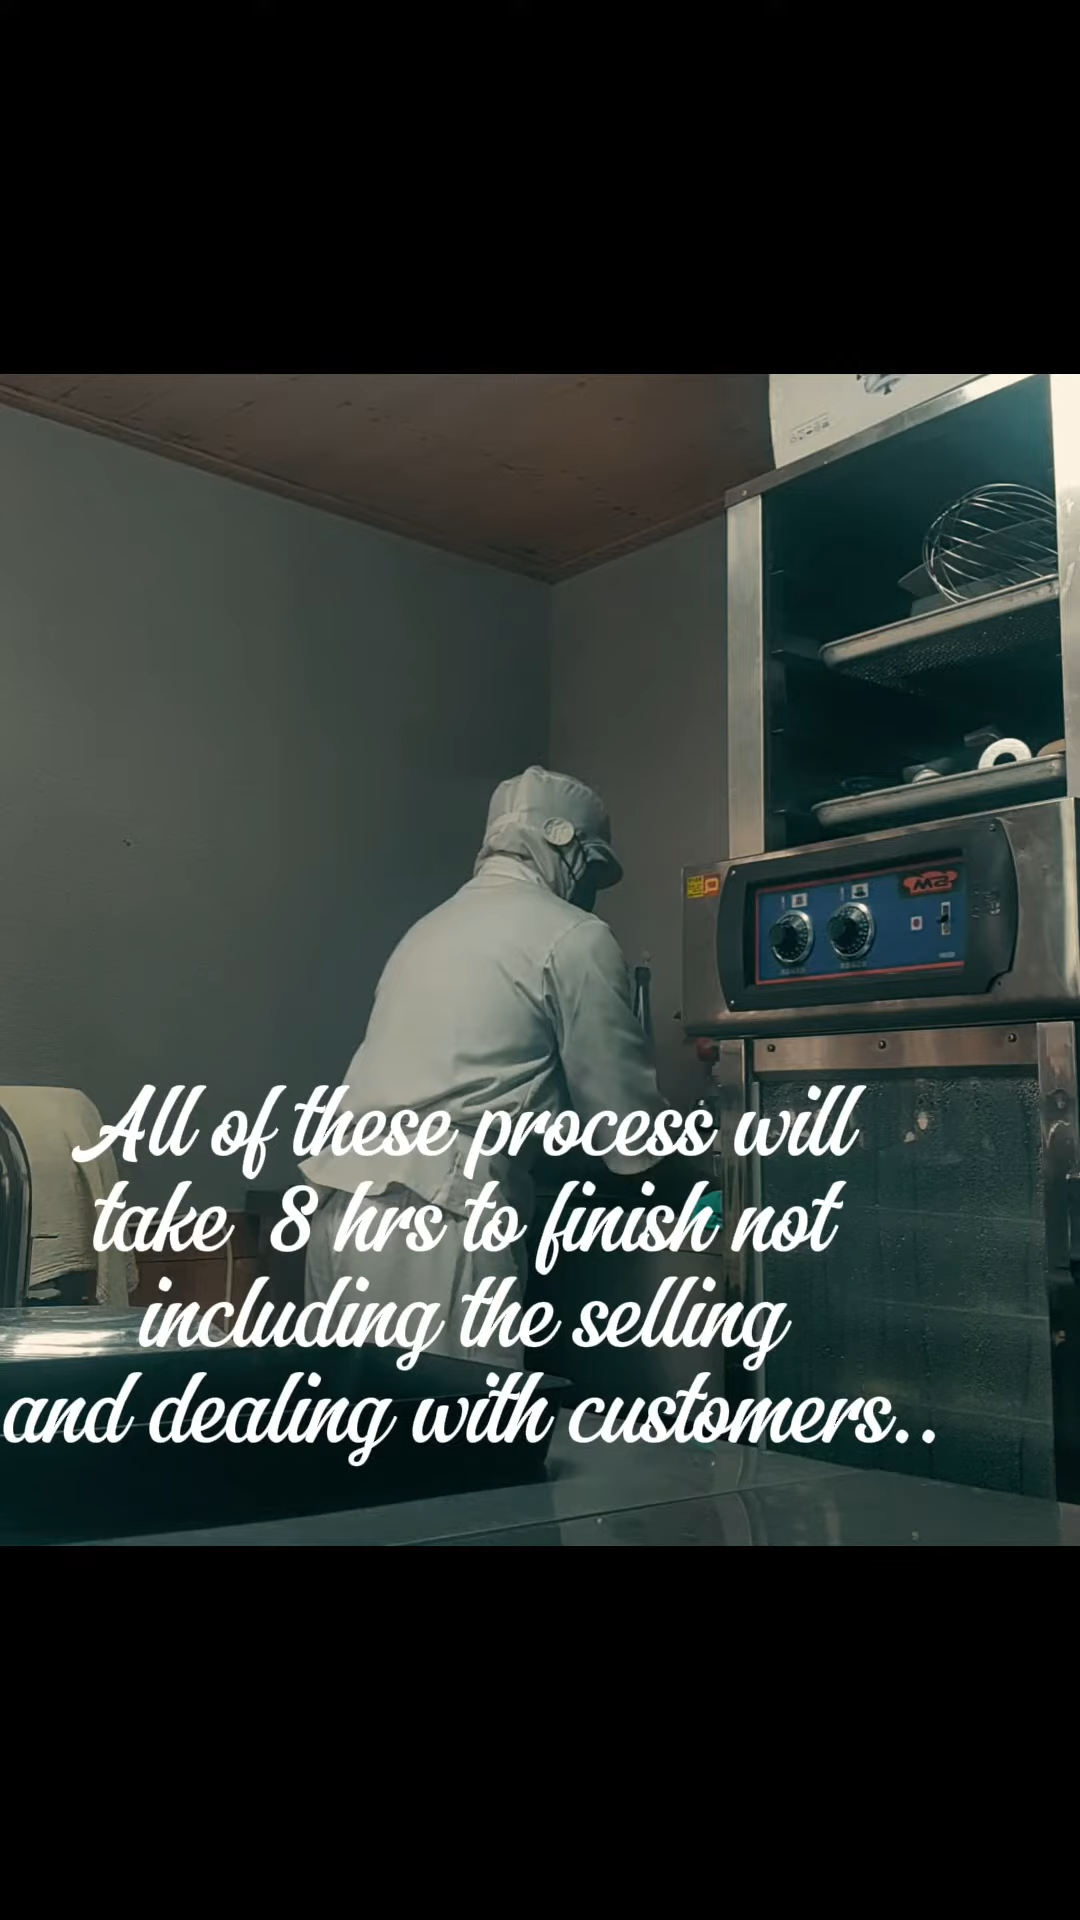 All of these process will
take 8 hrs to finish not
including the selling
and dealing with customers..